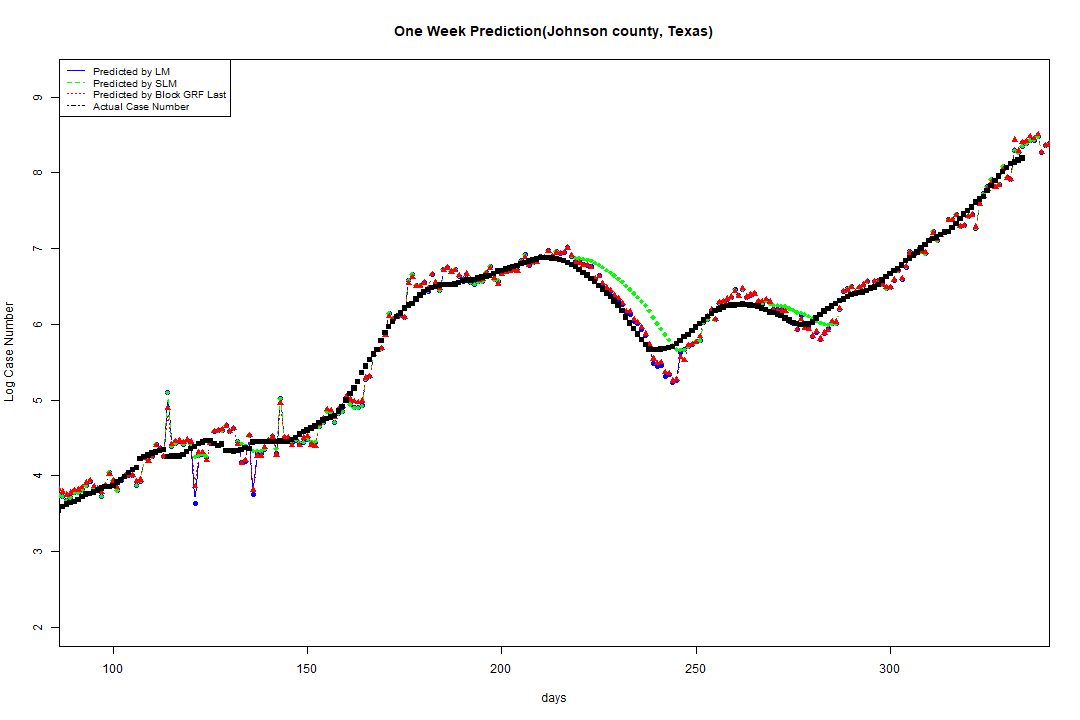 One Week Prediction(Johnson county, Texas)
Predicted by LM
Predicted by SLM
Predicted by Block GRF Last
Actual Case Number
Log Case Number
9
8
7
6
5
4
3
2
100 150 200 250 300
days